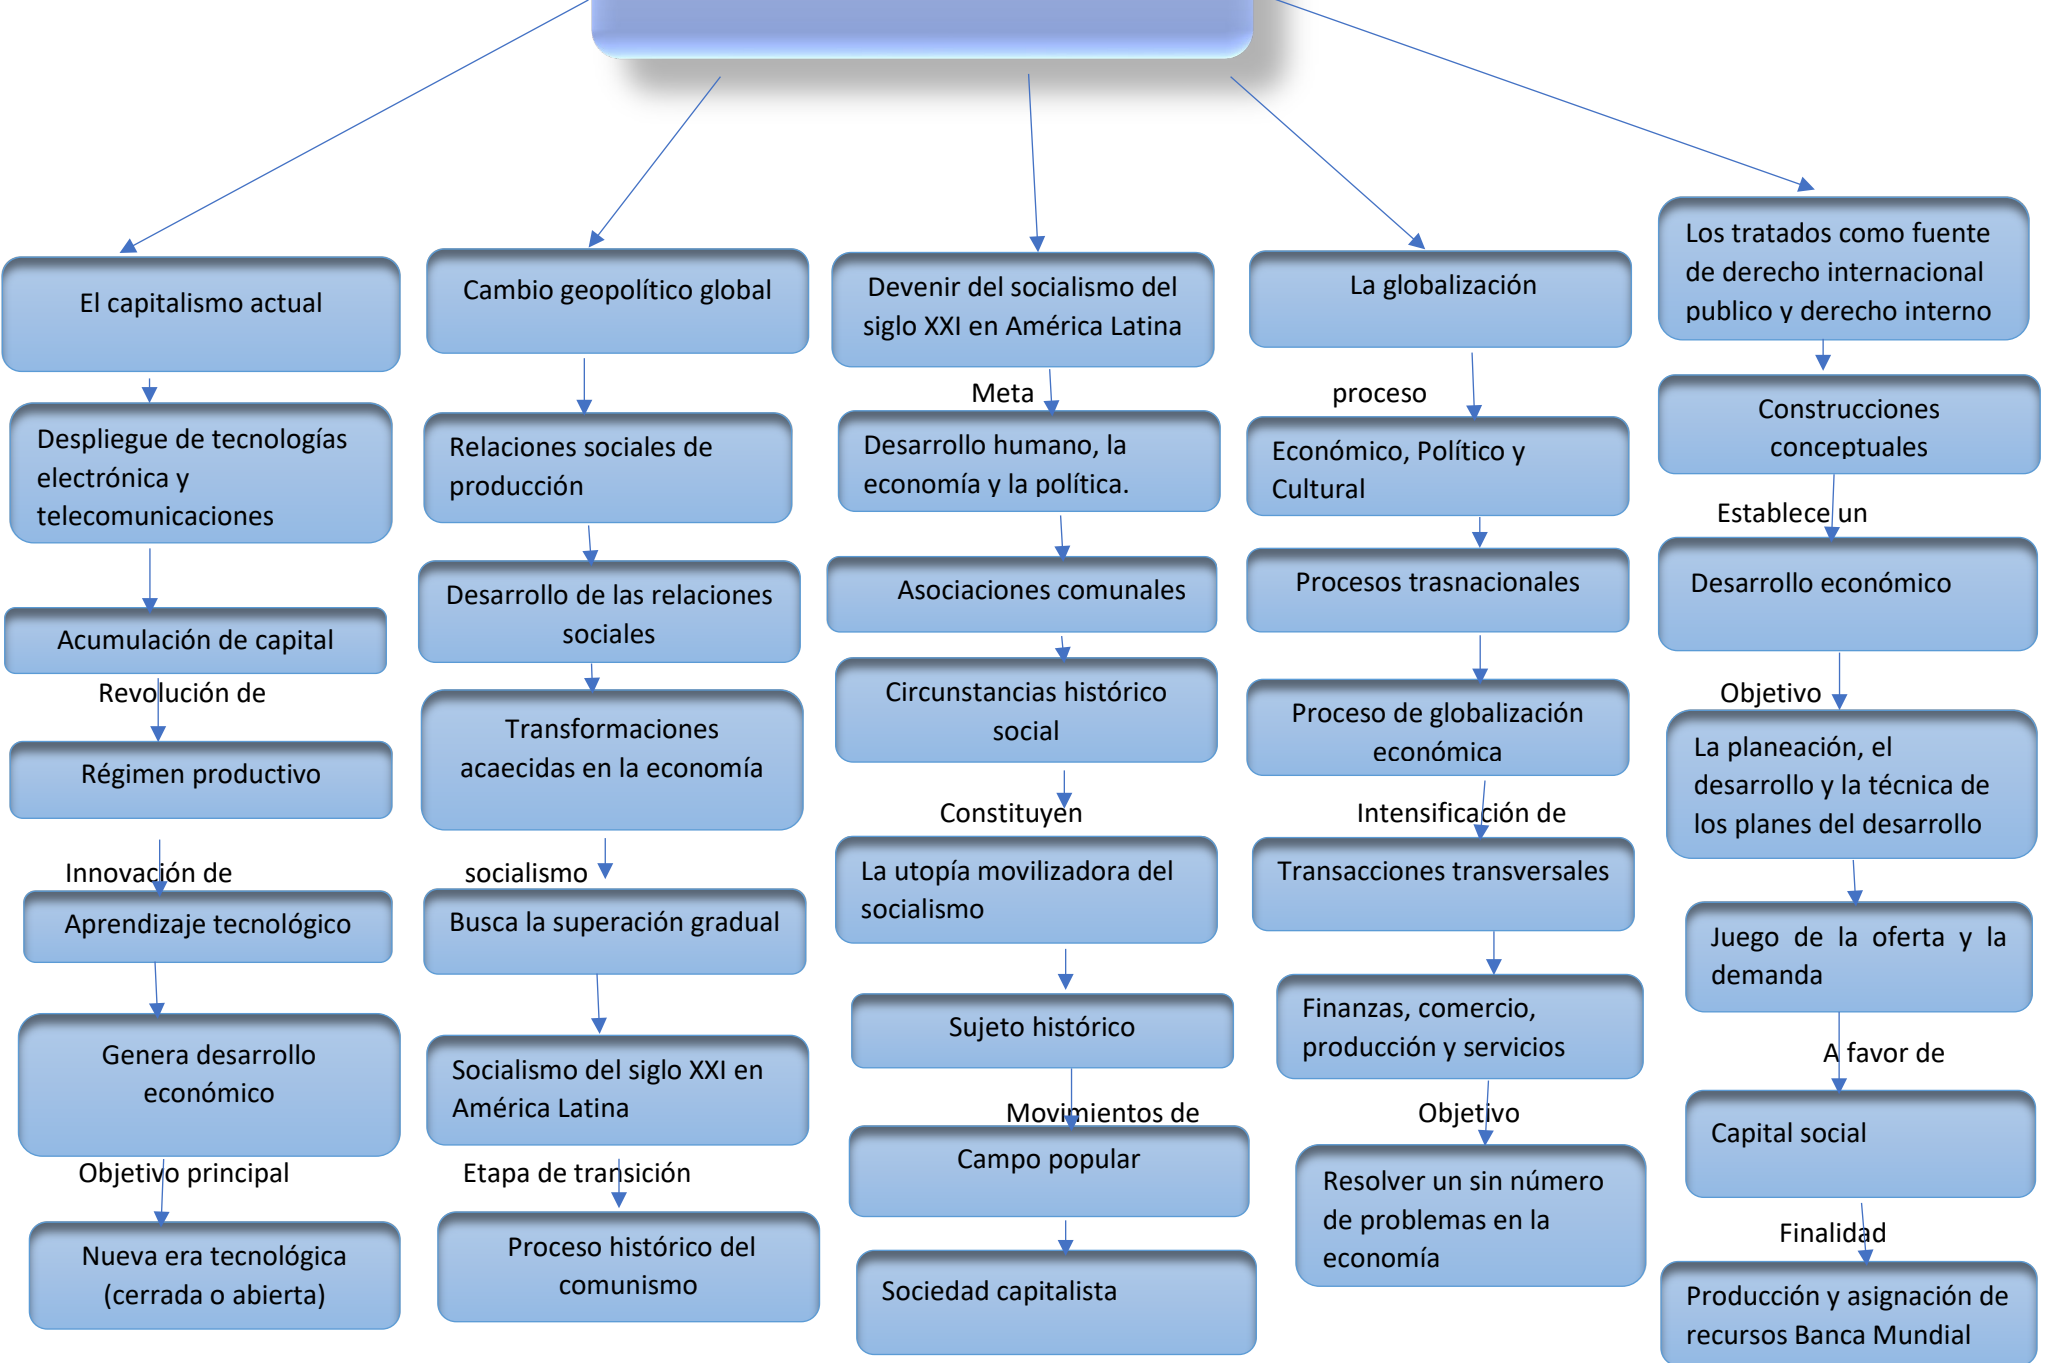 El capitalismo actual
Despliegue de tecnologías
electrónica y
telecomunicaciones
Acumulación de capital
Revolución de
Régimen productivo
Innovación de
Aprendizaje tecnológico
Genera desarrollo
económico
Objetivo principal
Nueva era tecnológica
(cerrada o abierta)
Cambio geopolítico global
Relaciones sociales de
producción
Desarrollo de las relaciones
sociales
Transformaciones
acaecidas en la economía
socialismo
Busca la superación gradual
Socialismo del siglo XXI en
América Latina
Etapa de transición
Proceso histórico del
comunismo
Devenir del socialismo del
siglo XXI en América Latina
Meta
Desarrollo humano, la
economía y la política.
Asociaciones comunales
Circunstancias histórico
social
Constituyen
La utopía movilizadora del
socialismo
Sujeto histórico
Movimientos de
Campo popular
Sociedad capitalista
La globalización
proceso
Económico, Político y
Cultural
Procesos trasnacionales
Proceso de globalización
económica
Intensificación de
Transacciones transversales
Finanzas, comercio,
producción y servicios
Objetivo
Resolver un sin número
de problemas en la
economía
Los tratados como fuente
de derecho internacional
publico y derecho interno
Construcciones
conceptuales
Establece un
Desarrollo económico
Objetivo
La planeación, el
desarrollo y la técnica de
los planes del desarrollo
Juego de la oferta y la
demanda
A favor de
Capital social
Finalidad
Producción y asignación de
recursos Banca Mundial